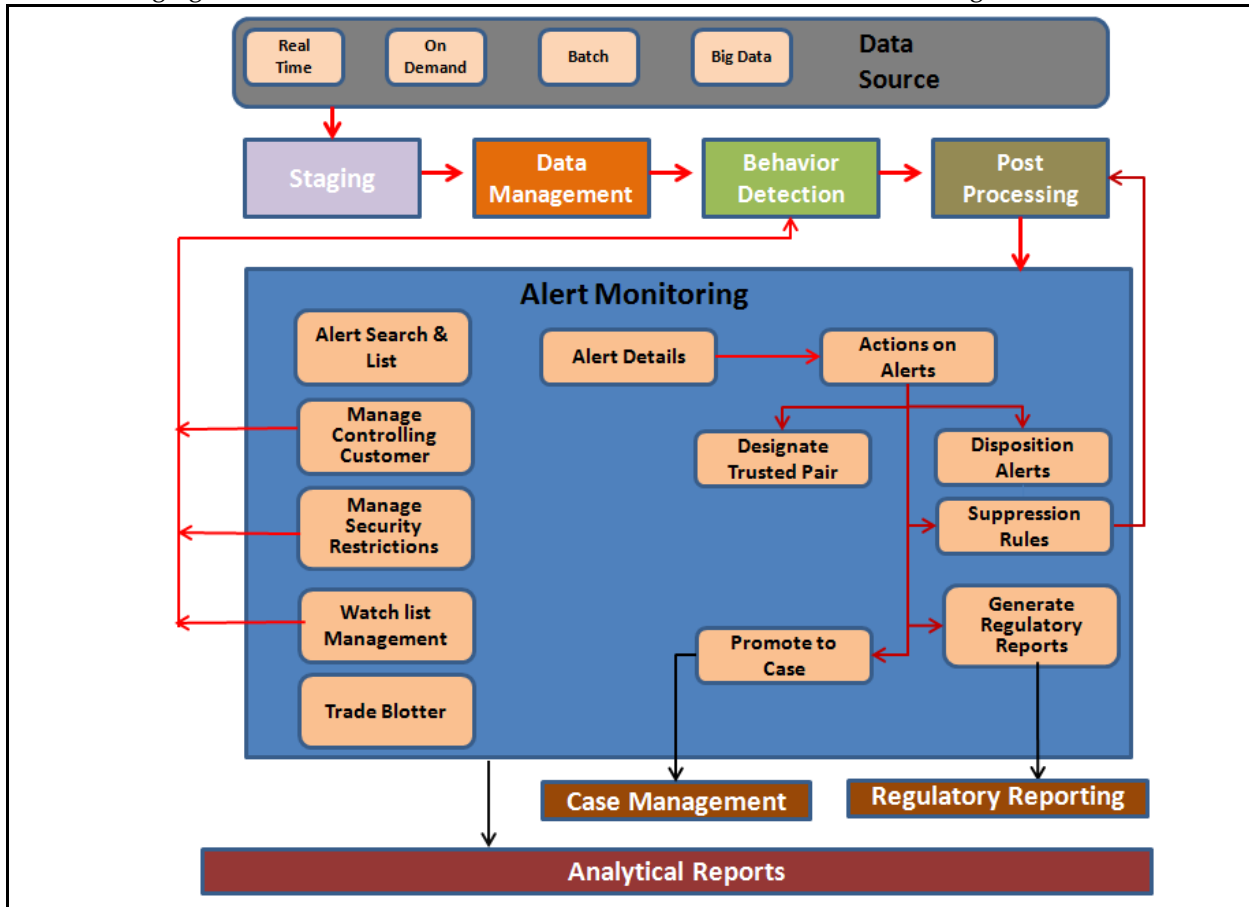 Real
Time
On
Demand
Batch
Big Data
Data
Source
Staging
Data
Management
Behavior
Detection
Post
Processing
Alert Monitoring
Alert Search &
List
Alert Details
Actions on
Alerts
Manage
Controlling
Customer
Designate
Trusted Pair
Disposition
Alerts
Manage
Security
Restrictions
Suppression
Rules
Watch list
Management
Generate
Regulatory
Reports
Promote to
Case
Trade Blotter
Case Management
Regulatory Reporting
Analytical Reports